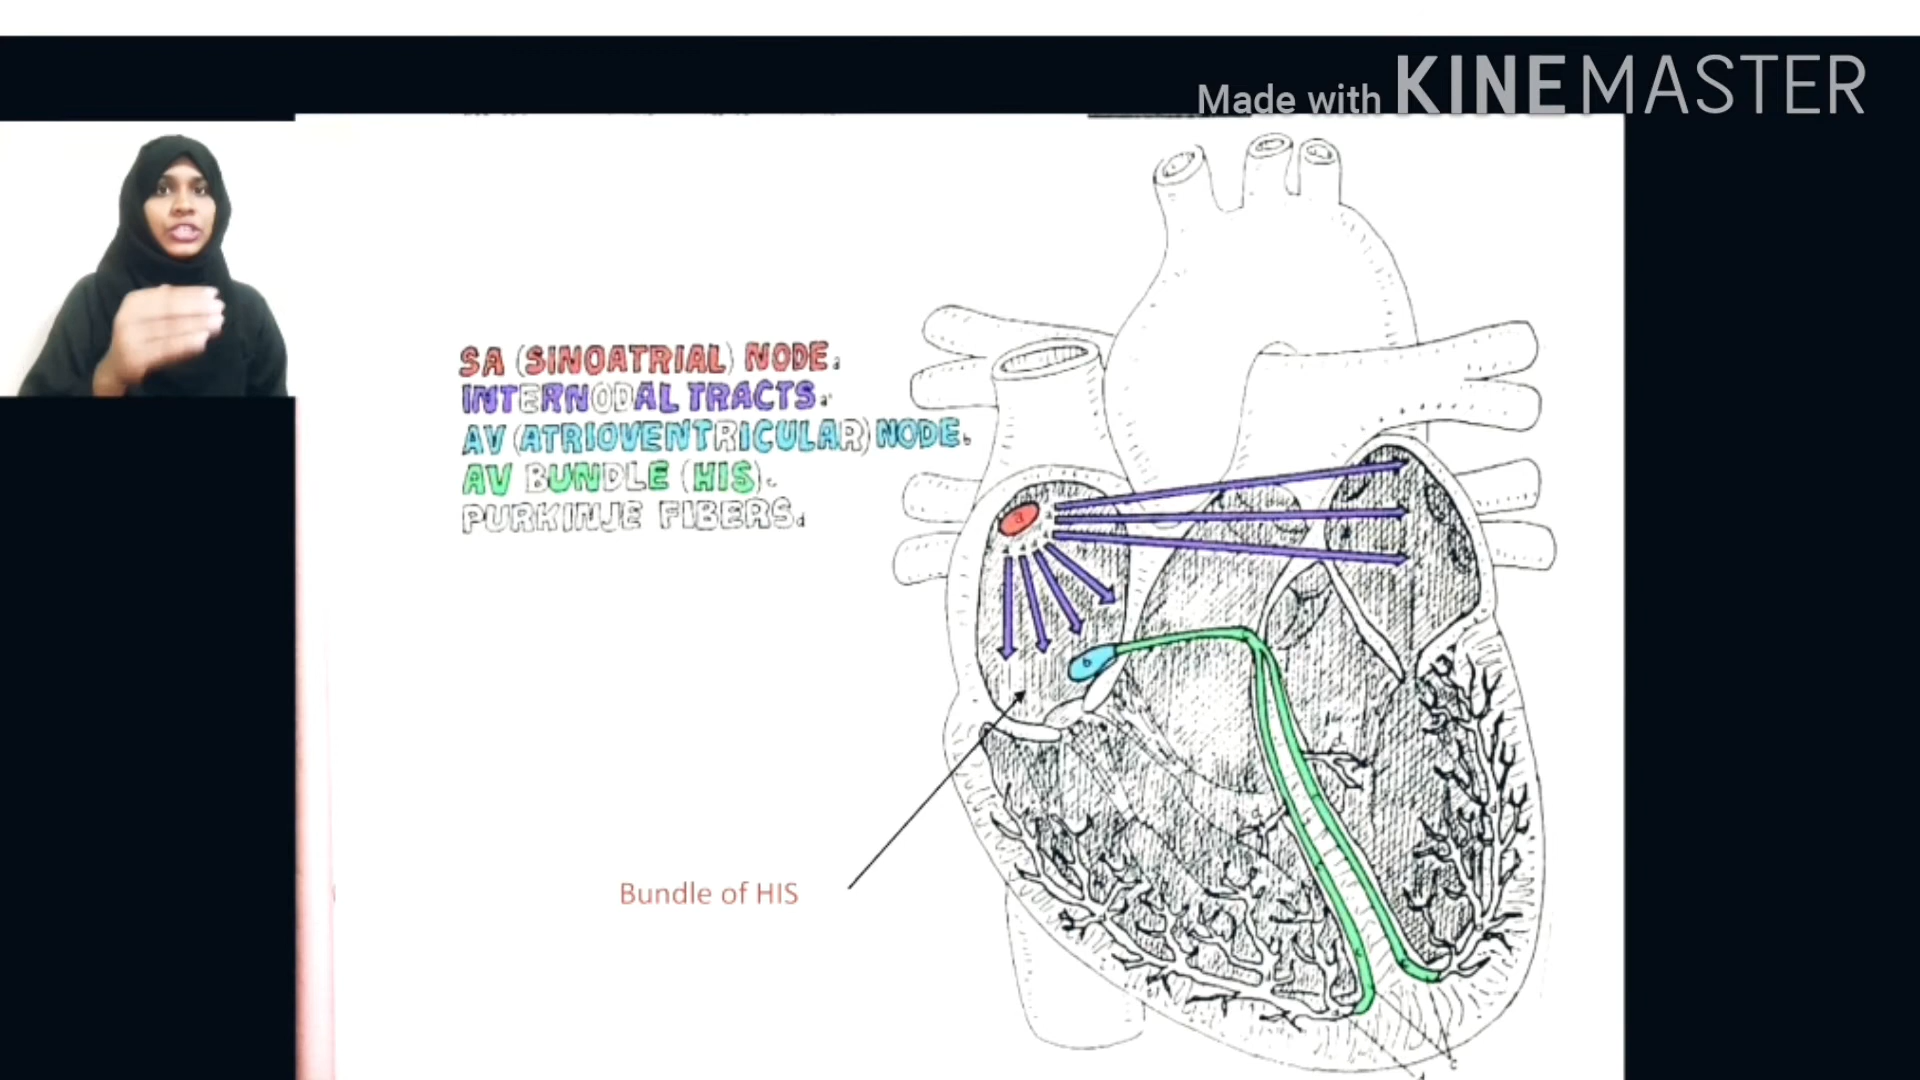 Made with KINEMASTER
SA (SINOATRIAL) NODE.
INTERNODAL TRACTS.
AV (ATRIOVENTRICULAR) NODE.
AV BUNDLE (HIS).
PURKINJE FIBERS.
Bundle of HIS